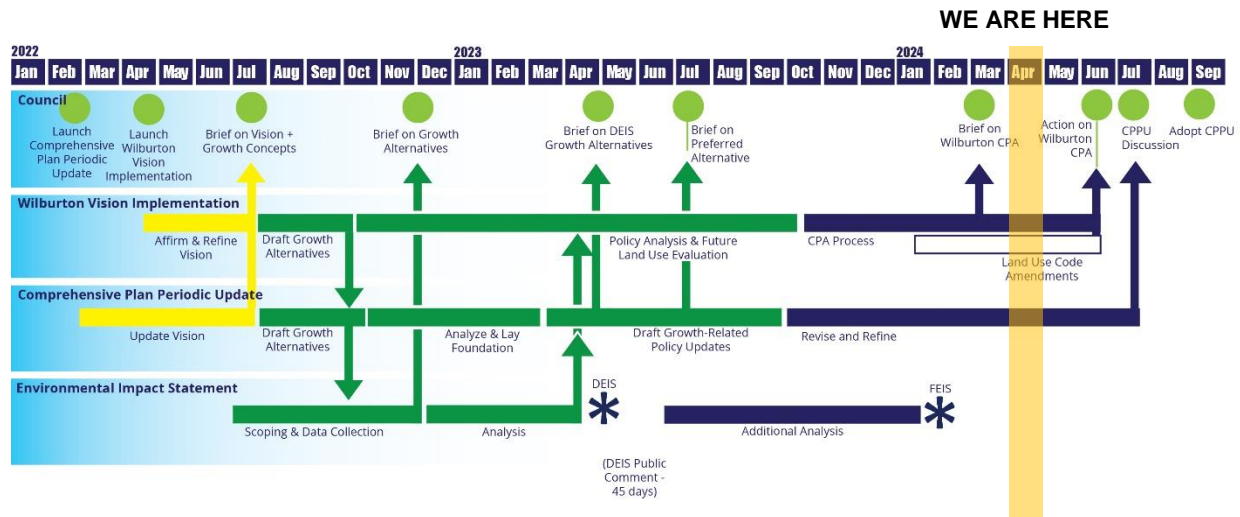 WE ARE HERE
2022
2023
2024
Jan Feb Mar Apr May Jun Jul Aug Sep Oct Nov Dec Jan Feb Mar Apr May Jun Jul Aug Sep Oct Nov Dec Jan Feb Mar Apr May Jun Jul Aug Sep
Council
Launch
Comprehensive
Plan Periodic
Update
Launch
Wilburton
Vision
Implementation
Brief on Vision +
Growth Concepts
Brief on Growth
Alternatives
Brief on DEIS
Growth Alternatives
Brief on
Preferred
Alternative
Brief on
Wilburton CPA
Action on
Wilburton
CPA
CPPU
Discussion
Adopt CPPU
Wilburton Vision Implementation
Affirm & Refine
Vision
Draft Growth
Alternatives
Policy Analysis & Future
Land Use Evaluation
CPA Process
Land Use Code
Amendments
Comprehensive Plan Periodic Update
Update Vision
Draft Growth
Alternatives
Analyze & Lay
Foundation
Draft Growth-Related
Policy Updates
Revise and Refine
Environmental Impact Statement
Scoping & Data Collection
Analysis
DEIS
(DEIS Public
Comment -
45 days)
Additional Analysis
FEIS